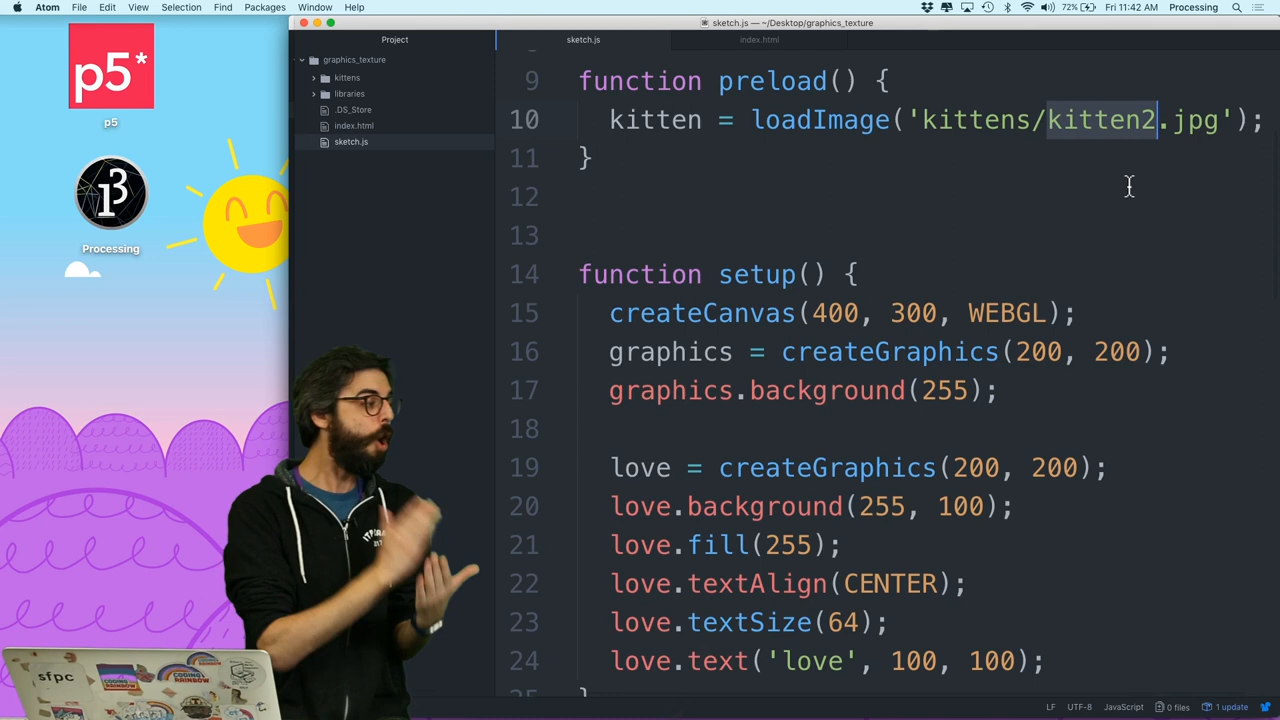 Atom File Edit View Selection Find Packages Window Help
72% Fri 11:42 AM Processing
sketch.js — ~/Desktop/graphics_texture
Project
sketch.js
index.html
graphics_texture
kittens
libraries
.DS_Store
index.html
sketch.js
p5*
p5
Processing
9 function preload() {
10 kitten = loadImage('kittens/kitten2.jpg');
11 }
12
13
14 function setup() {
15 createCanvas(400, 300, WEBGL);
16 graphics = createGraphics(200, 200);
17 graphics.background(255);
18
19 love = createGraphics(200, 200);
20 love.background(255, 100);
21 love.fill(255);
22 love.textAlign(CENTER);
23 love.textSize(64);
24 love.text('love', 100, 100);
sfpc
CODING
RAINBOW
LF UTF-8 JavaScript 0 files 1 update